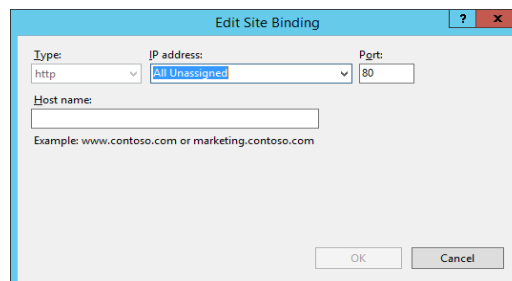 Edit Site Binding
? x
Type: IP address: Port:
http All Unassigned 80
Host name:
Example: www.contoso.com or marketing.contoso.com
OK Cancel